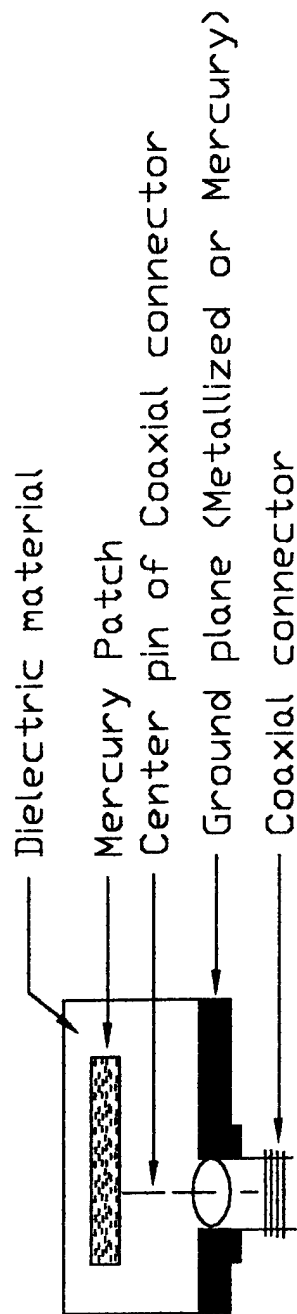 Dielectric material
Mercury Patch
Center pin of Coaxial connector
Ground plane (Metallized or Mercury)
Coaxial connector